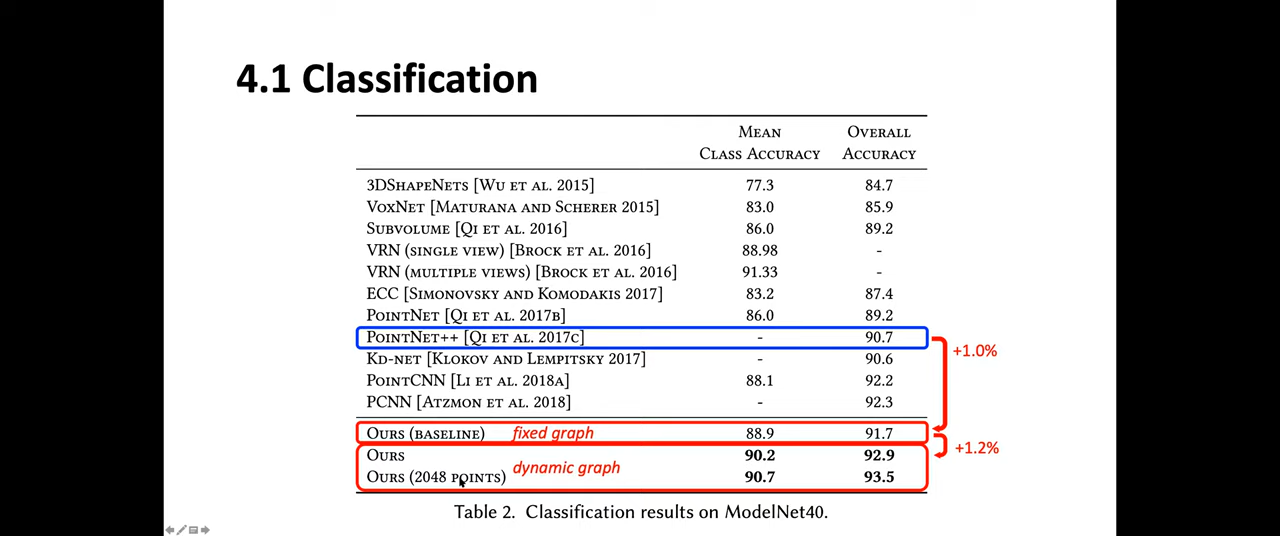 4.1 Classification
MEAN OVERALL
CLASS ACCURACY ACCURACY
3DSHAPENETS [WU ET AL. 2015] 77.3 84.7
VOXNET [MATURANA AND SCHERER 2015] 83.0 85.9
SUBVOLUME [QI ET AL. 2016] 86.0 89.2
VRN (SINGLE VIEW) [BROCK ET AL. 2016] 88.98 -
VRN (MULTIPLE VIEWS) [BROCK ET AL. 2016] 91.33 -
ECC [SIMONOVSKY AND KOMODAKIS 2017] 83.2 87.4
POINTNET [QI ET AL. 2017B] 86.0 89.2
POINTNET++ [QI ET AL. 2017C] - 90.7
+1.0%
KD-NET [KLOKOV AND LEMPITSKY 2017] - 90.6
POINTCNN [LI ET AL. 2018A] 88.1 92.2
PCNN [ATZMON ET AL. 2018] - 92.3
OURS (BASELINE) fixed graph 88.9 91.7
+1.2%
OURS 90.2 92.9
dynamic graph
OURS (2048 POINTS) 90.7 93.5
Table 2. Classification results on ModelNet40.